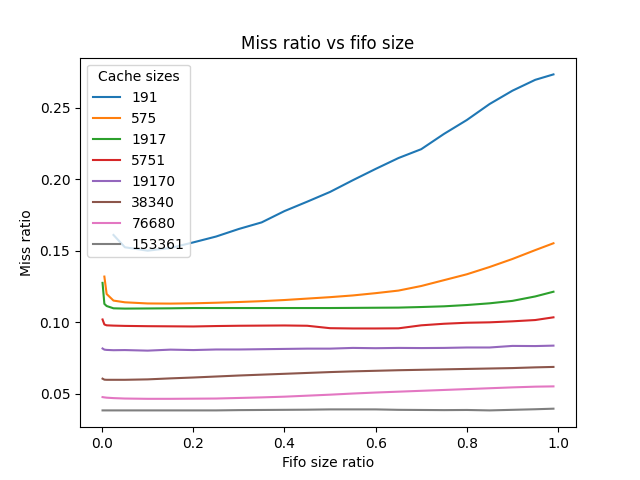 Miss ratio vs fifo size
Cache sizes
191
575
1917
5751
19170
38340
76680
153361
Miss ratio
0.25
0.20
0.15
0.10
0.05
0.0 0.2 0.4 0.6 0.8 1.0
Fifo size ratio